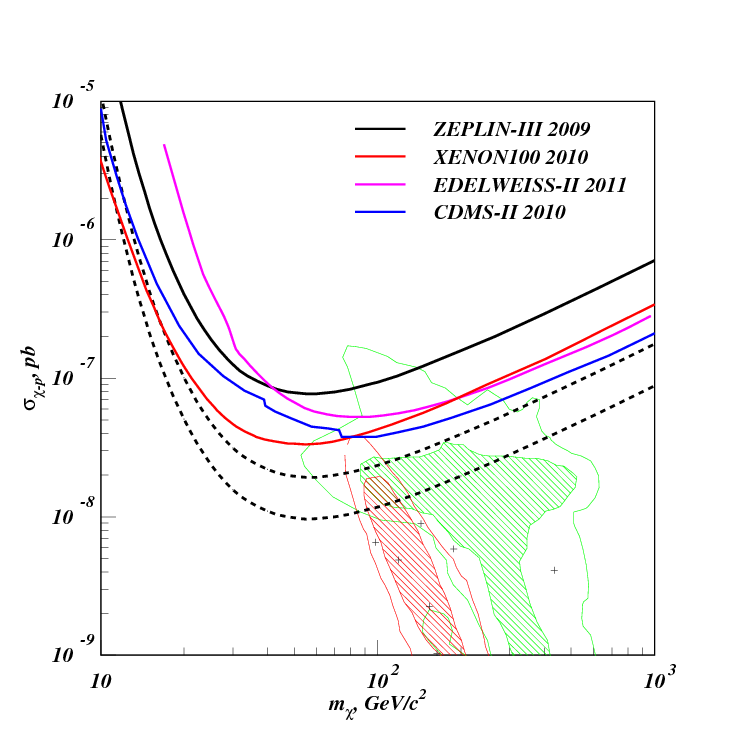 10 -5
ZEPLIN-III 2009
XENON100 2010
EDELWEISS-II 2011
CDMS-II 2010
10 -6
σχ-p, pb
10 -7
10 -8
10 -9
10
10 2
10 3
mχ, GeV/c2